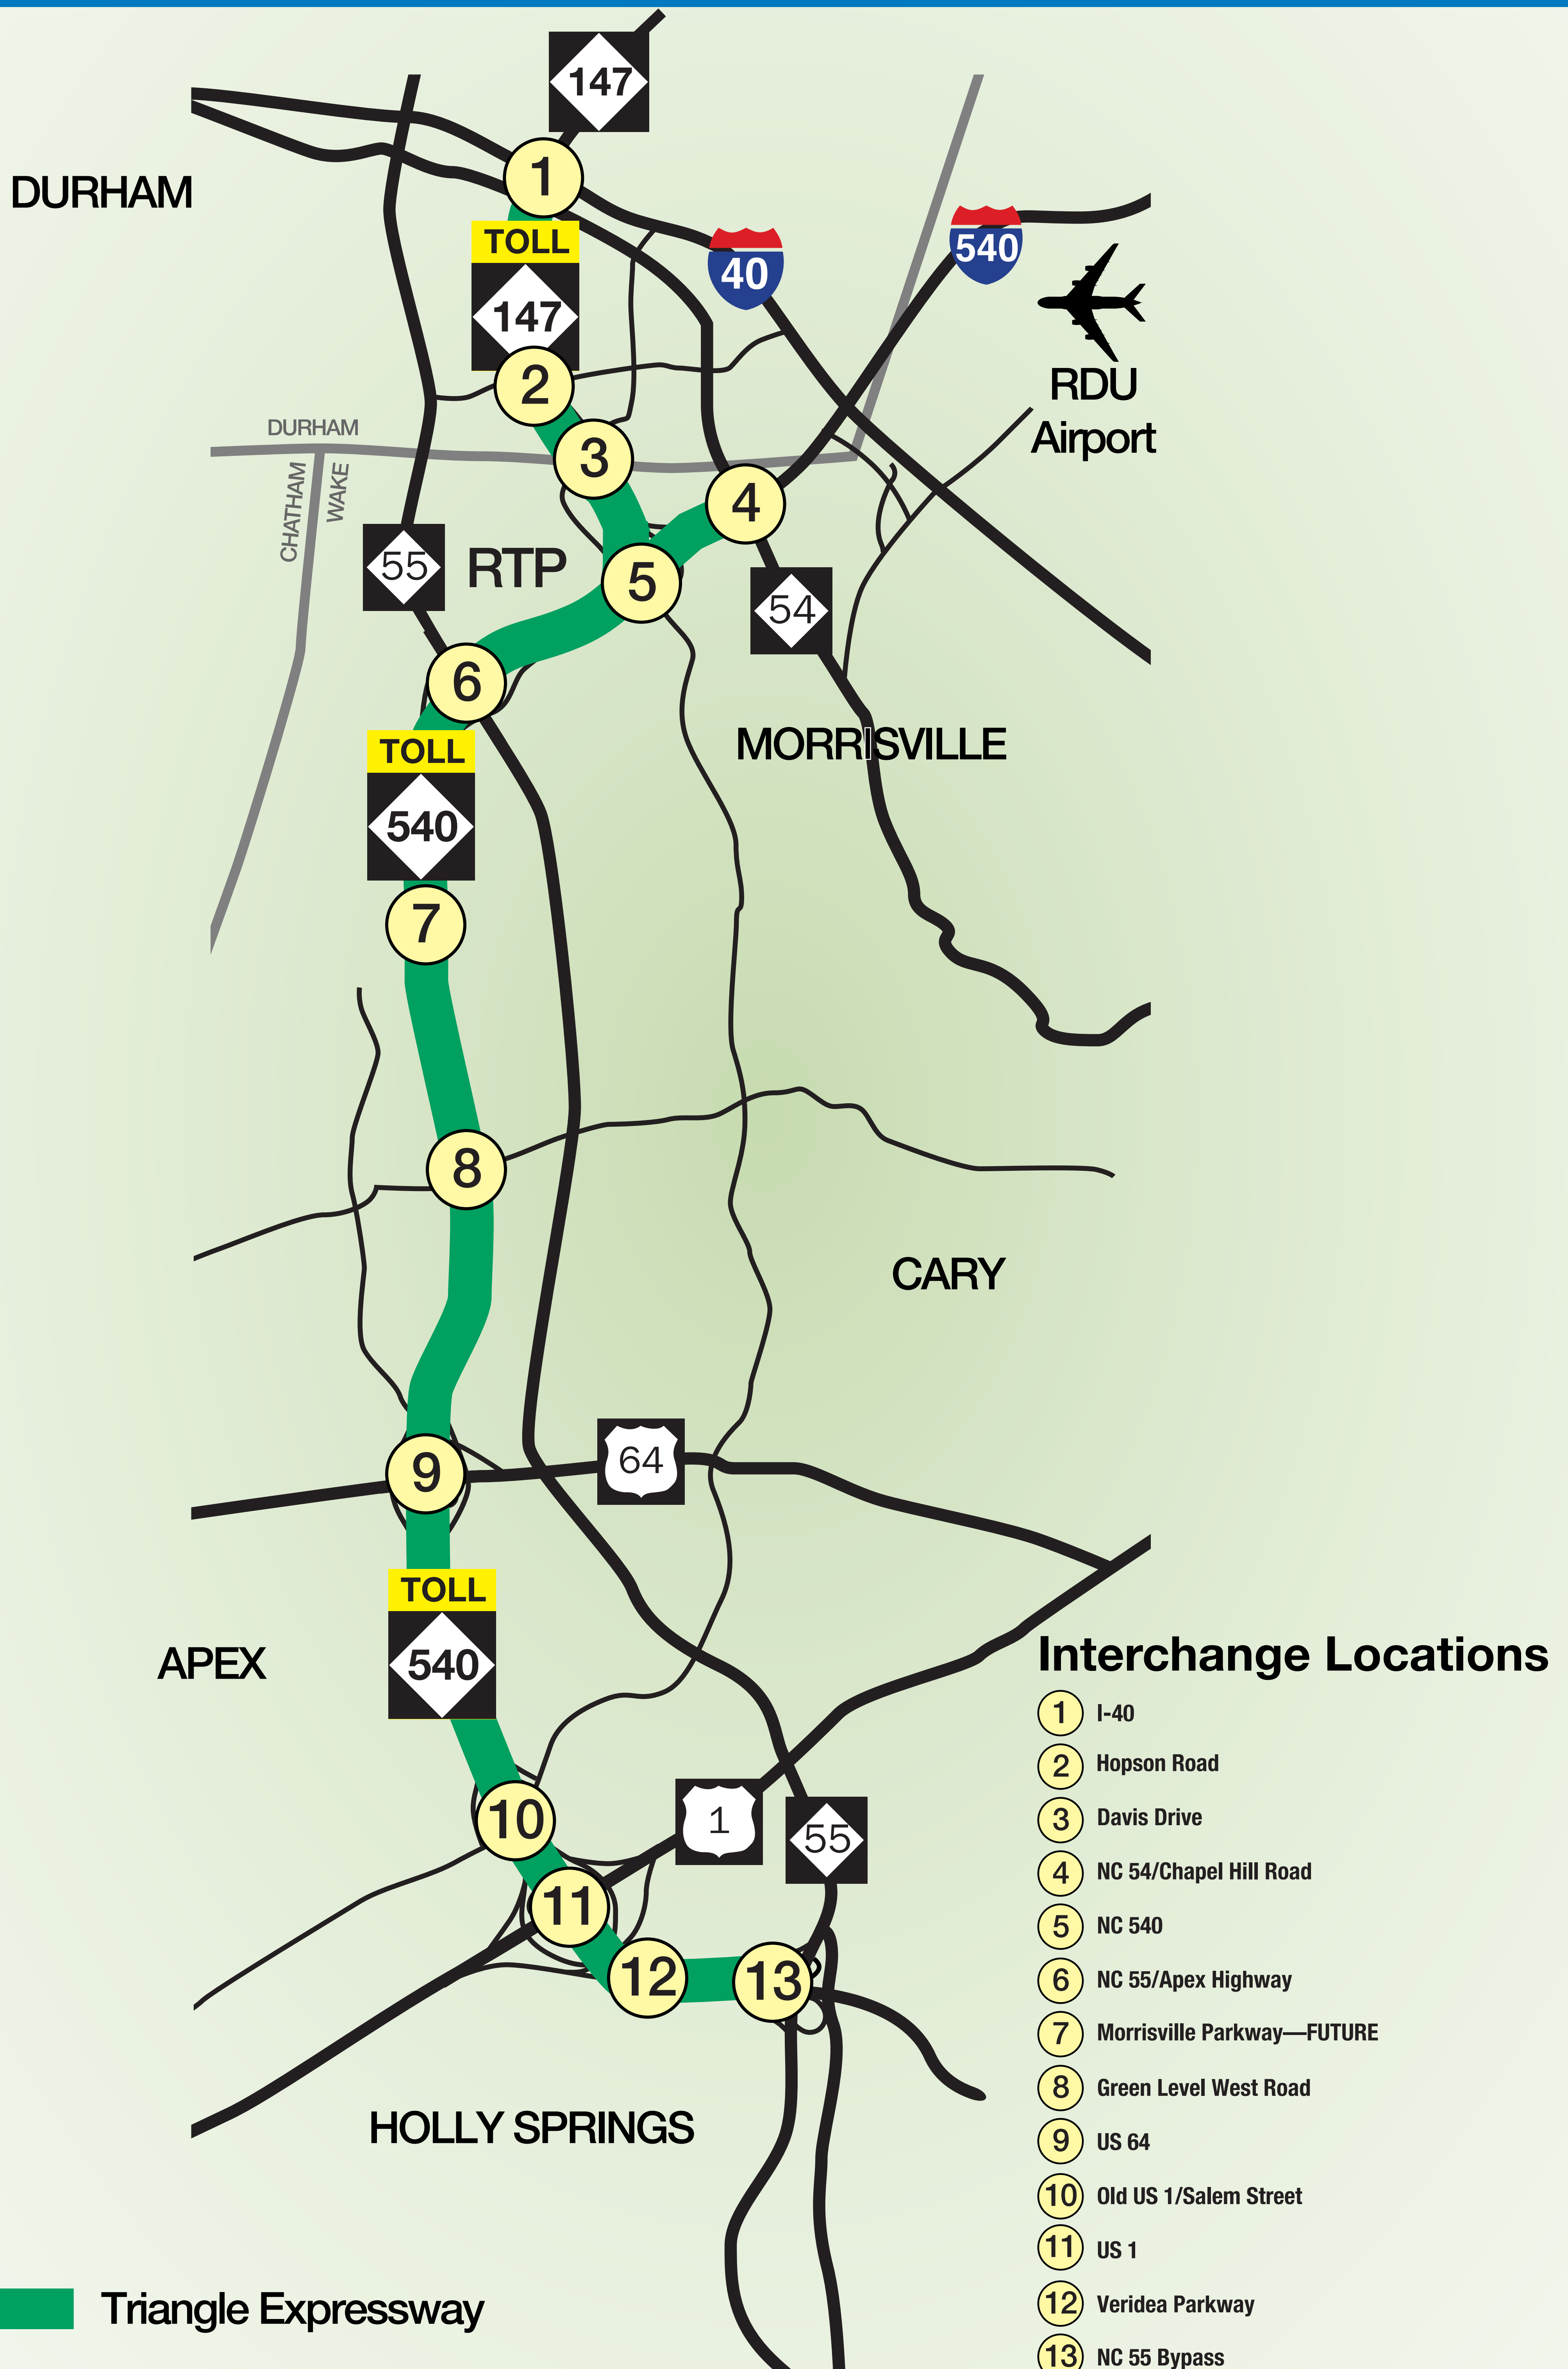 147
DURHAM
1
TOLL
147
40
540
2
RDU
Airport
DURHAM
CHATHAM
WAKE
3
4
55
RTP
5
54
6
MORRISVILLE
TOLL
540
7
8
CARY
9
64
TOLL
540
APEX
10
1
55
11
12
13
HOLLY SPRINGS
Interchange Locations
1 I-40
2 Hopson Road
3 Davis Drive
4 NC 54/Chapel Hill Road
5 NC 540
6 NC 55/Apex Highway
7 Morrisville Parkway—FUTURE
8 Green Level West Road
9 US 64
10 Old US 1/Salem Street
11 US 1
12 Veridea Parkway
13 NC 55 Bypass
Triangle Expressway